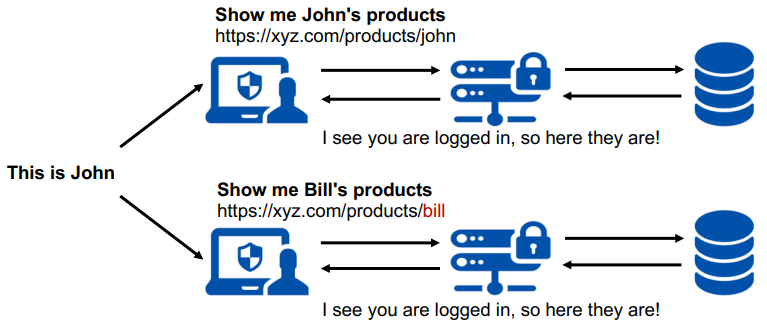 Show me John's products
https://xyz.com/products/john
I see you are logged in, so here they are!
This is John
Show me Bill's products
https://xyz.com/products/bill
I see you are logged in, so here they are!